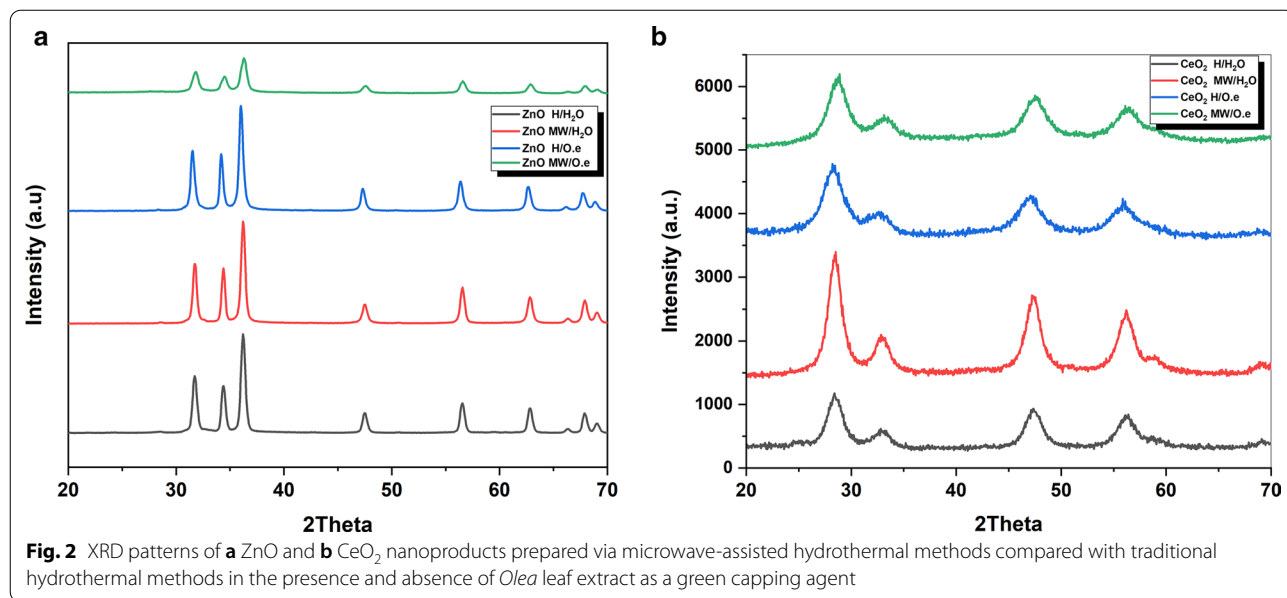 a
Intensity (a.u)
ZnO H/H₂O
ZnO MW/H₂O
ZnO H/O.e
ZnO MW/O.e
20 30 40 50 60 70
2Theta
b
Intensity (a.u.)
6000
5000
4000
3000
2000
1000
0
CeO₂ H/H₂O
CeO₂ MW/H₂O
CeO₂ H/O.e
CeO₂ MW/O.e
20 30 40 50 60 70
2Theta
Fig. 2 XRD patterns of a ZnO and b CeO₂ nanoproducts prepared via microwave-assisted hydrothermal methods compared with traditional
hydrothermal methods in the presence and absence of Olea leaf extract as a green capping agent